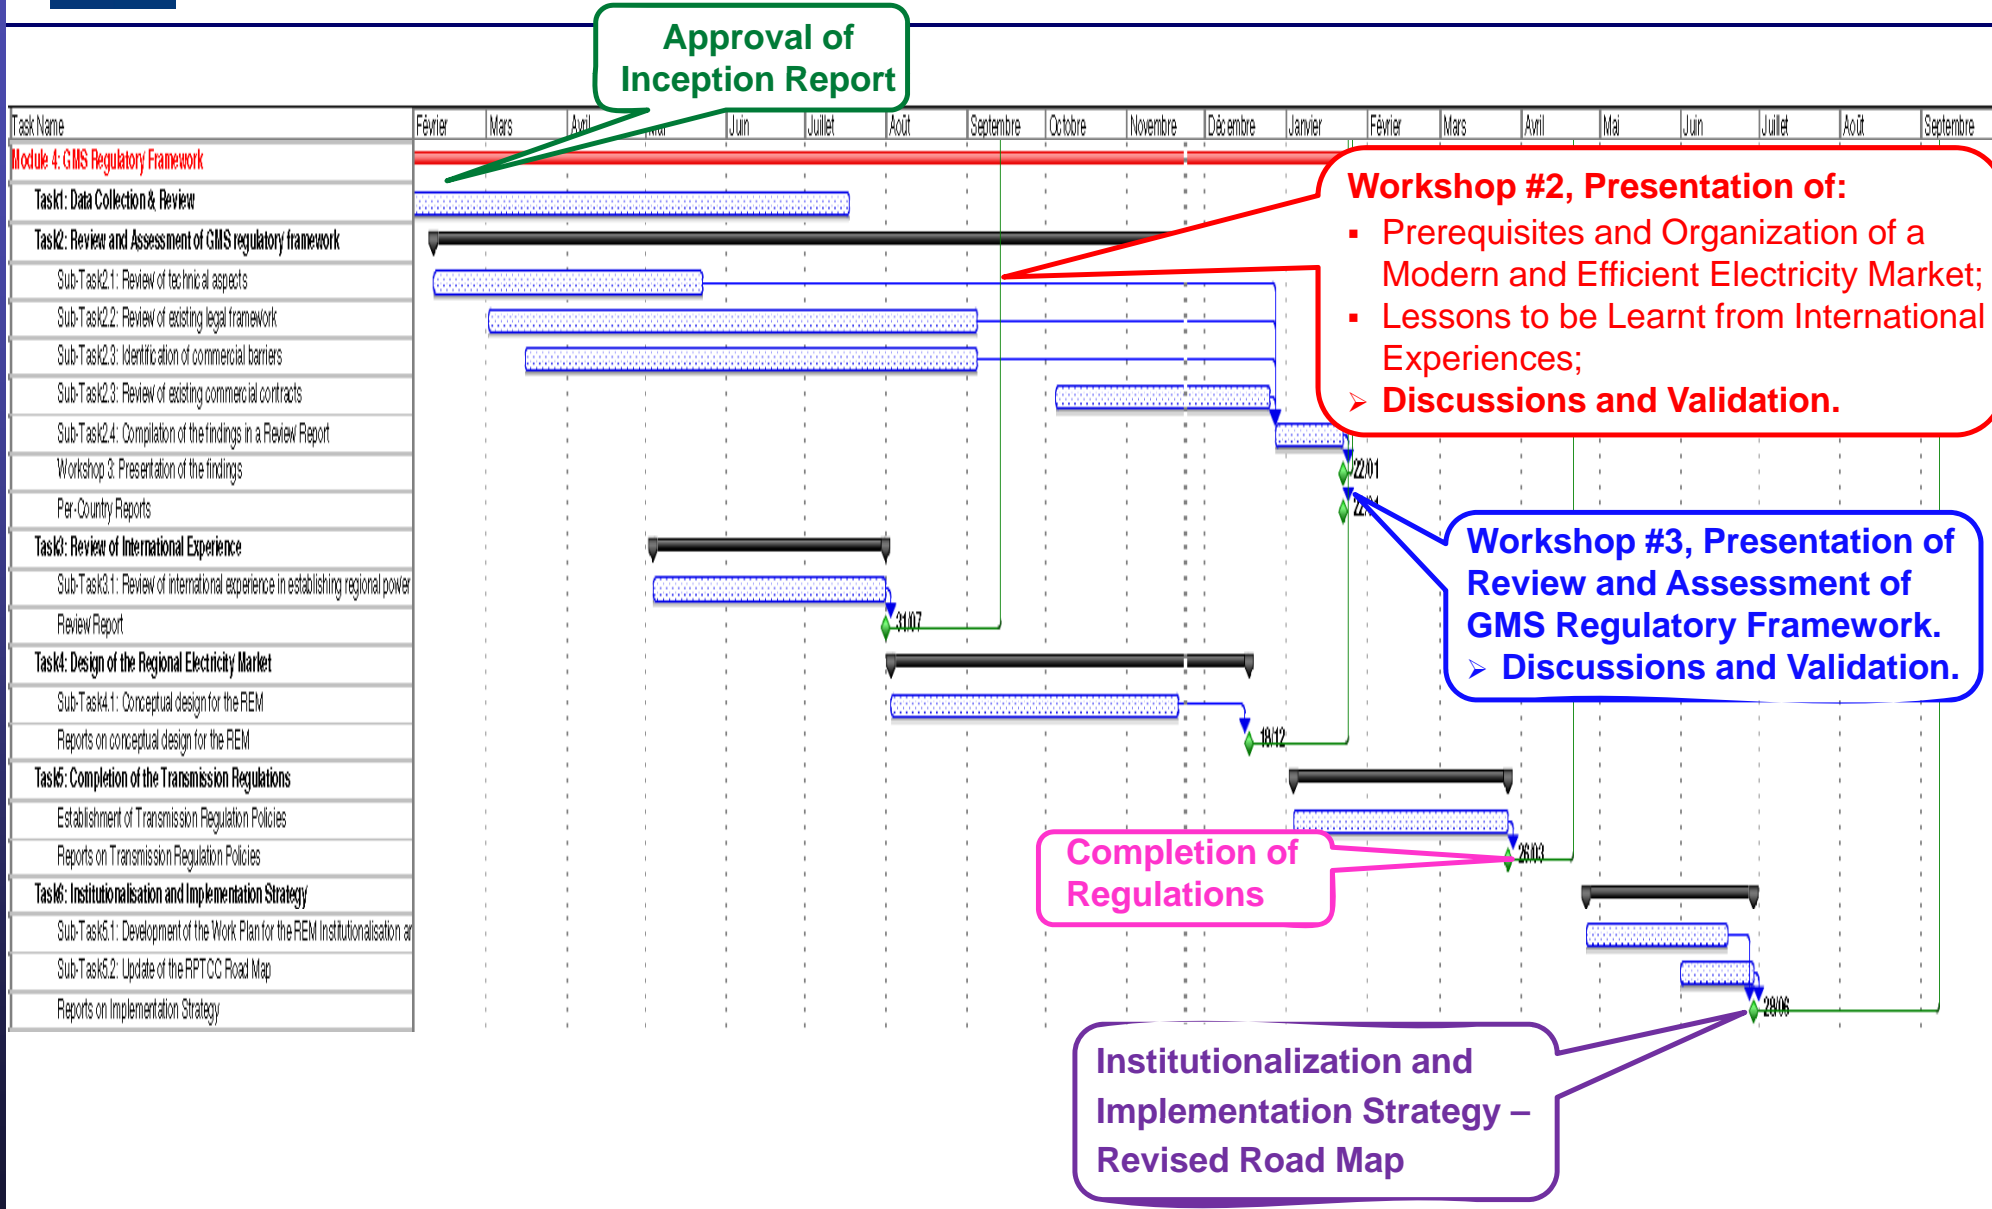 Approval of
Inception Report
Task Name
Février Mars Avril Mai Juin Juillet Août Septembre Octobre Novembre Décembre Janvier Février Mars Avril Mai Juin Juillet Août Septembre
Module 4: GMS Regulatory Framework
Task1: Data Collection & Review
Task2: Review and Assessment of GMS regulatory framework
Sub-Task2.1: Review of technical aspects
Sub-Task2.2: Review of existing legal framework
Sub-Task2.3: Identification of commercial barriers
Sub-Task2.3: Review of existing commercial contracts
Sub-Task2.4: Compilation of the findings in a Review Report
Workshop 3: Presentation of the findings
22/01
Per-Country Reports
22/01
Task3: Review of International Experience
Sub-Task3.1: Review of international experience in establishing regional power
Review Report
31/07
Task4: Design of the Regional Electricity Market
Sub-Task4.1: Conceptual design for the REM
Reports on conceptual design for the REM
18/12
Task5: Completion of the Transmission Regulations
Establishment of Transmission Regulation Policies
Reports on Transmission Regulation Policies
26/03
Task6: Institutionalisation and Implementation Strategy
Sub-Task5.1: Development of the Work Plan for the REM Institutionalisation ar
Sub-Task5.2: Update of the RPTCC Road Map
Reports on Implementation Strategy
28/06
Workshop #2, Presentation of:
▪ Prerequisites and Organization of a
Modern and Efficient Electricity Market;
▪ Lessons to be Learnt from International
Experiences;
➢ Discussions and Validation.
Workshop #3, Presentation of
Review and Assessment of
GMS Regulatory Framework.
➢ Discussions and Validation.
Completion of
Regulations
Institutionalization and
Implementation Strategy –
Revised Road Map